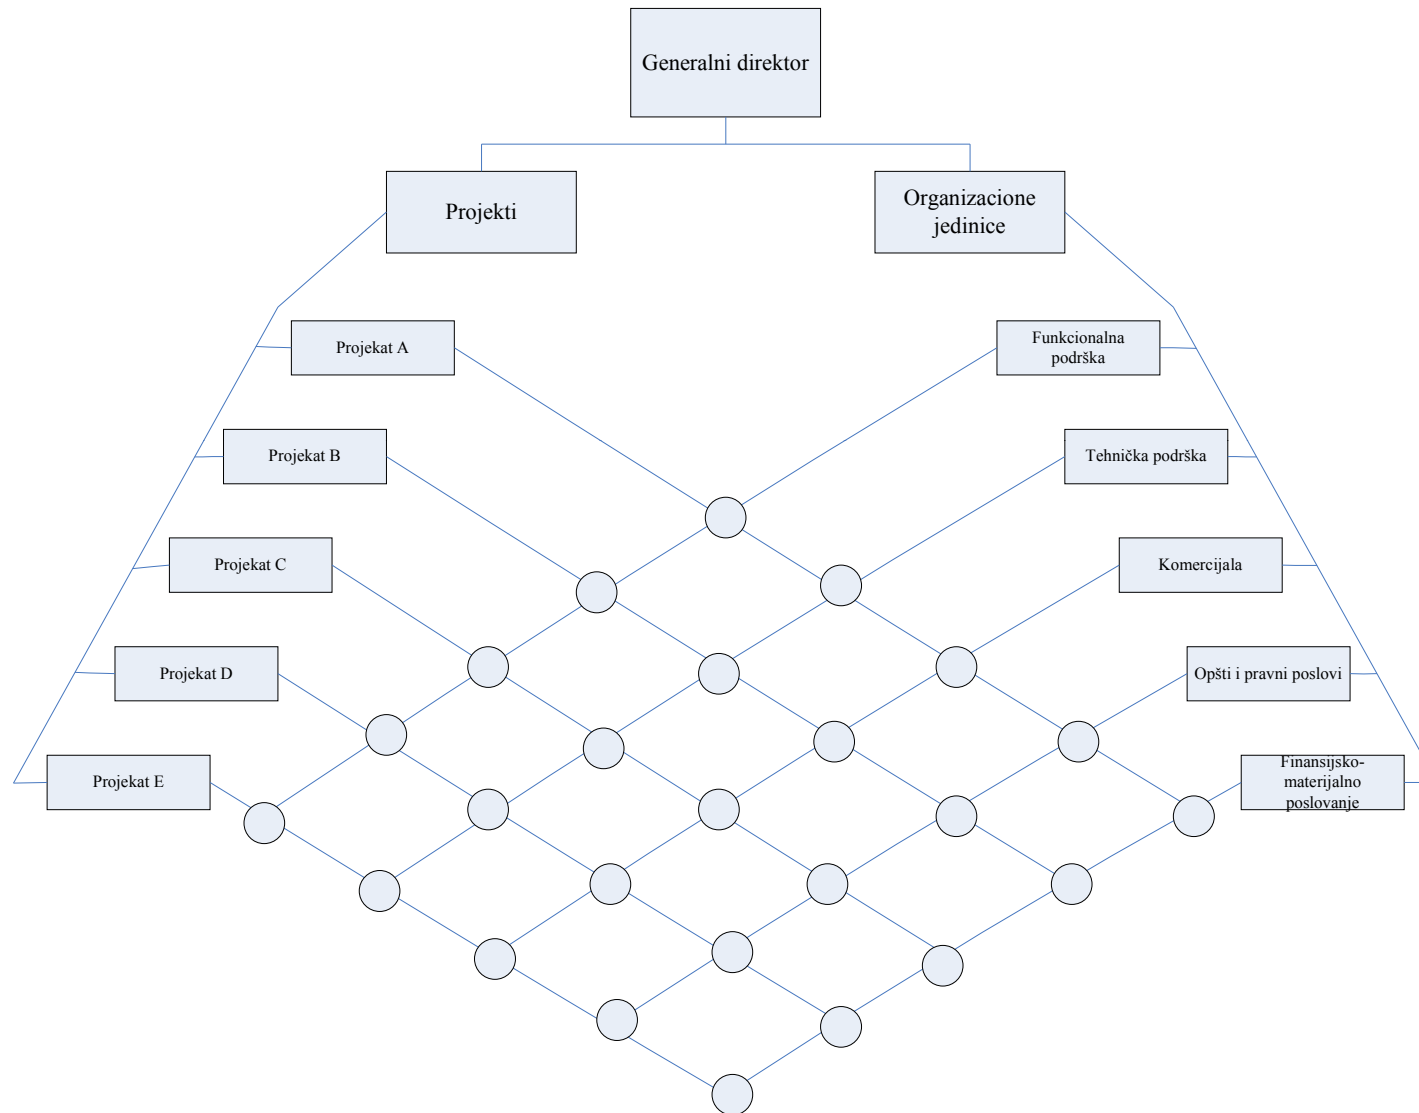 Generalni direktor
Projekti
Organizacione
jedinice
Projekat A
Funkcionalna
podrška
Projekat B
Tehnička podrška
Projekat C
Komercijala
Projekat D
Opšti i pravni poslovi
Projekat E
Finansijsko-
materijalno
poslovanje